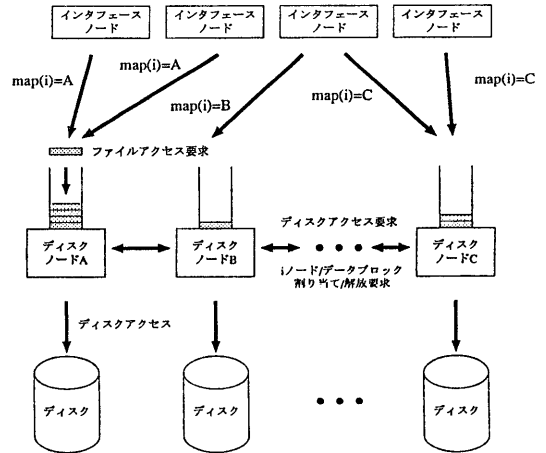 インタフェース
ノード
インタフェース
ノード
インタフェース
ノード
インタフェース
ノード
map(i)=A
map(i)=A
map(i)=B
map(i)=C
map(i)=C
ファイルアクセス要求
ディスク
ノードA
ディスク
ノードB
ディスクアクセス要求
iノード/データブロック
割り当て/解放要求
ディスク
ノードC
ディスクアクセス
ディスク
ディスク
ディスク